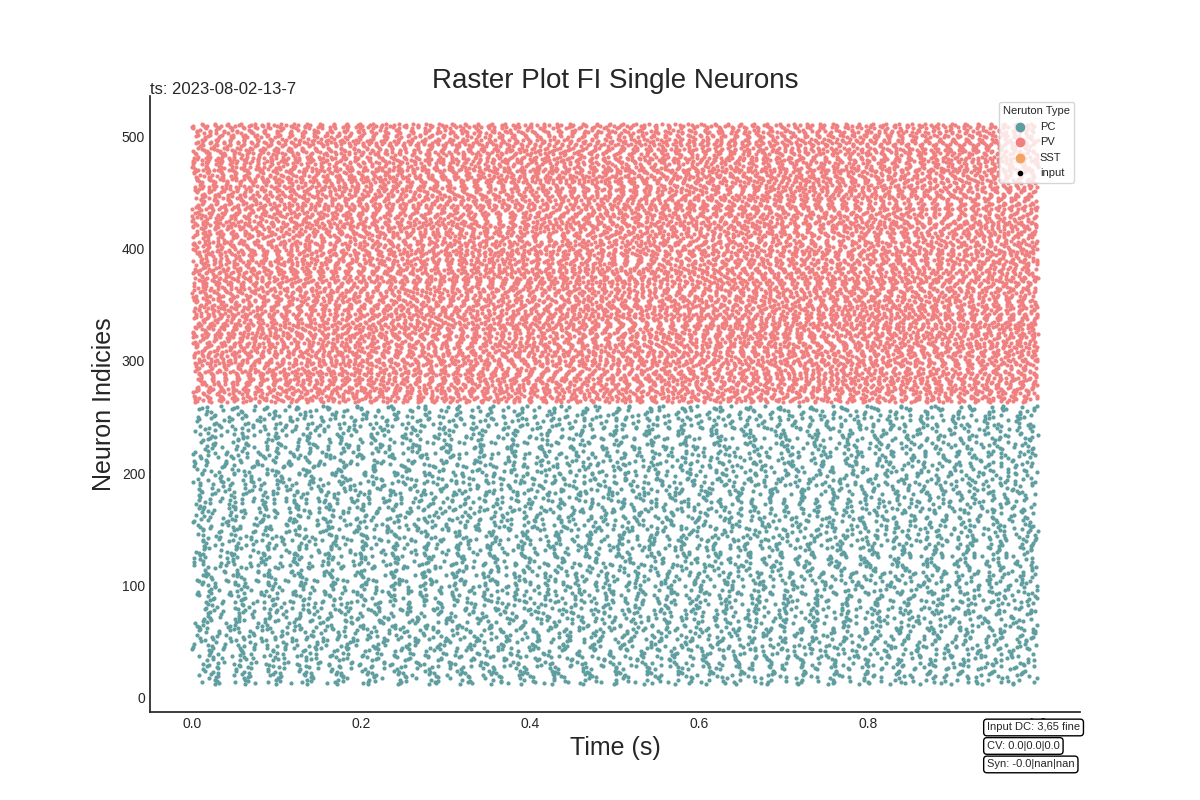 Raster Plot FI Single Neurons
ts: 2023-08-02-13-7
Neruton Type
PC
PV
SST
input
500
400
300
200
100
0
Neuron Indicies
0.0 0.2 0.4 0.6 0.8
Time (s)
Input DC: 3,65 fine
CV: 0.0|0.0|0.0
Syn: -0.0|nan|nan